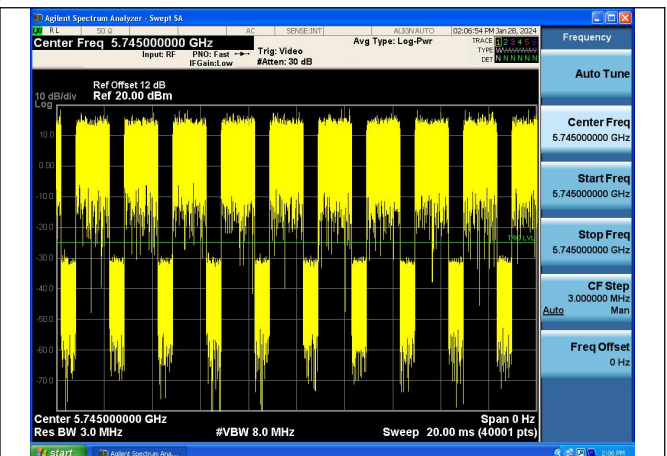 Agilent Spectrum Analyzer - Swept SA
RL 50 Ω AC SENSE:INT ALIGNAUTO 02:06:54 PM Jan 28, 2024
Center Freq 5.745000000 GHz
Input: RF PNO: Fast Trig: Video Avg Type: Log-Pwr TRACE 1 2 3 4 5 6
IFGain:Low #Atten: 30 dB TYPE
DET N N N N N N
Frequency
Auto Tune
Ref Offset 12 dB
10 dB/div Ref 20.00 dBm
Log
10.0
0.00
-10.0
-20.0
TRIG LVL
-30.0
-40.0
-50.0
-60.0
-70.0
Center Freq
5.745000000 GHz
Start Freq
5.745000000 GHz
Stop Freq
5.745000000 GHz
CF Step
3.000000 MHz
Auto Man
Freq Offset
0 Hz
Center 5.745000000 GHz Span 0 Hz
Res BW 3.0 MHz #VBW 8.0 MHz Sweep 20.00 ms (40001 pts)
start Agilent Spectrum Ana... 2:06 PM